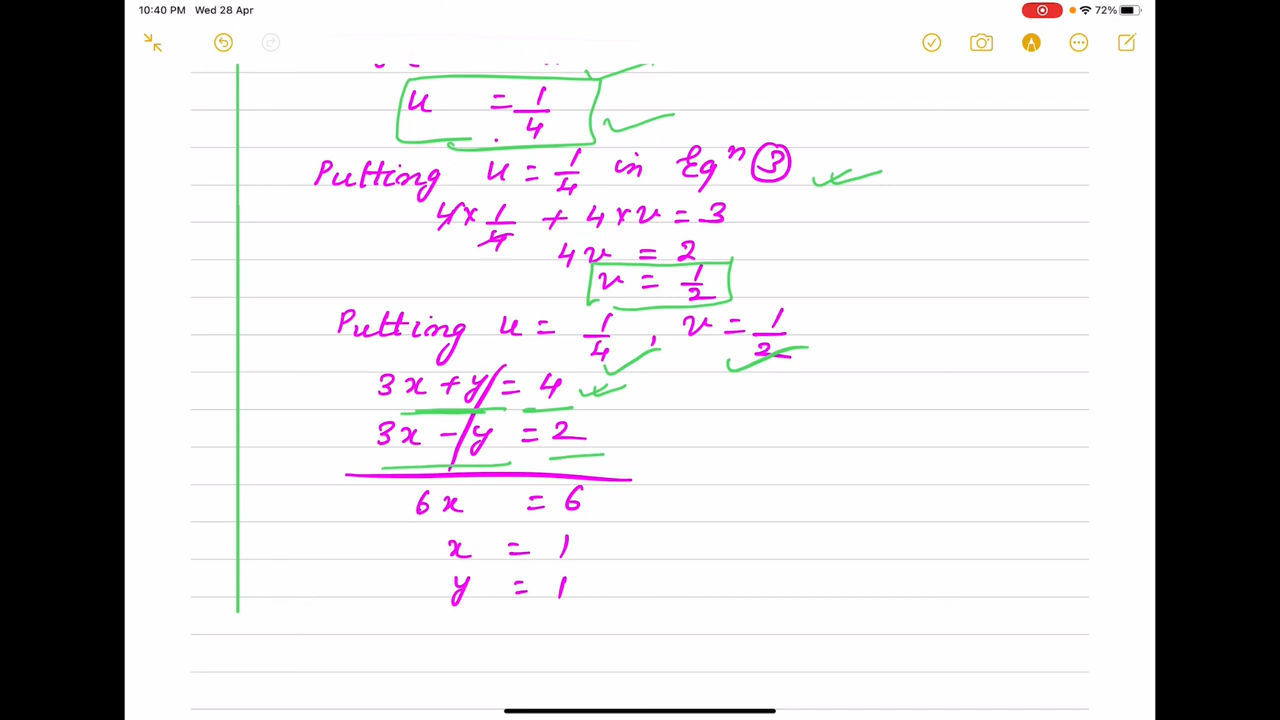 10:40 PM Wed 28 Apr 72%
u = 1/4
Putting u = 1/4 in Eqⁿ ③
4 × 1/4 + 4 × v = 3
4v = 2
v = 1/2
Putting u = 1/4 , v = 1/2
3x + y = 4
3x - y = 2
6x = 6
x = 1
y = 1